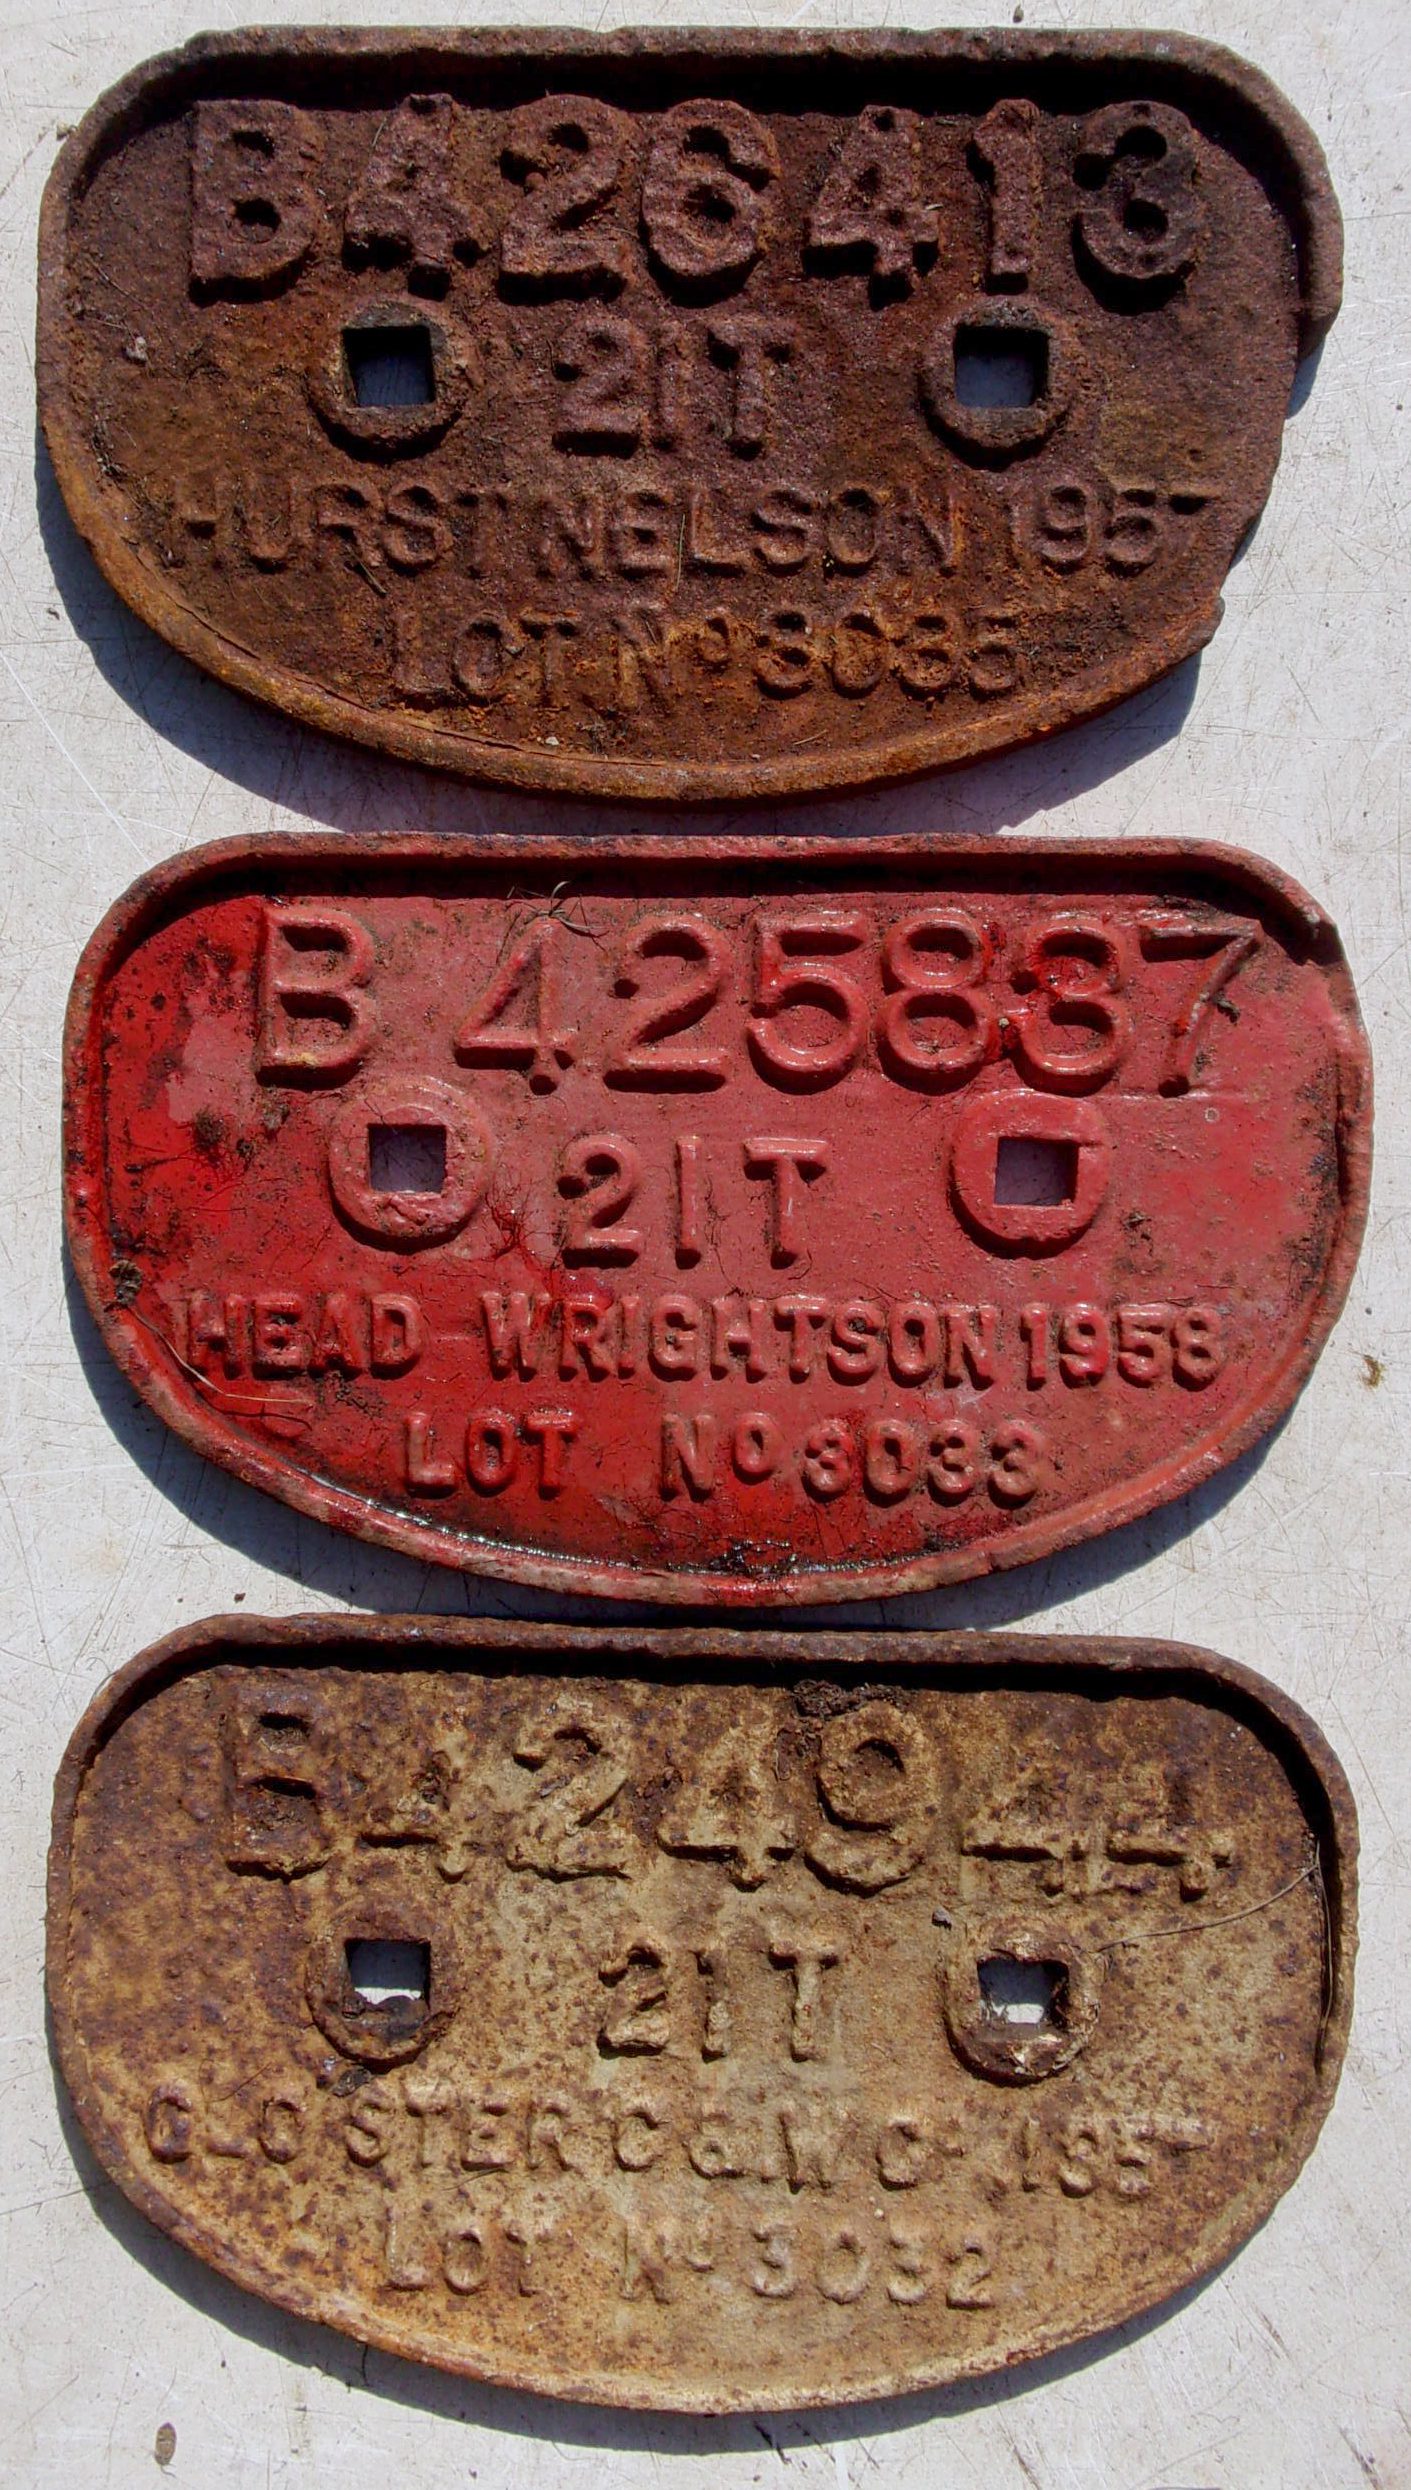 B426413
21T
HURST NELSON 1957
LOT No 3035
B 425887
21T
HEAD WRIGHTSON 1958
LOT No 3033
B424944
21T
GLOSTER C&W Co. 1957
LOT No 3032